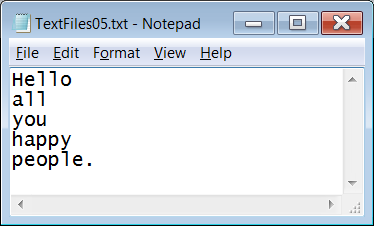 TextFiles05.txt - Notepad
File Edit Format View Help
Hello
all
you
happy
people.